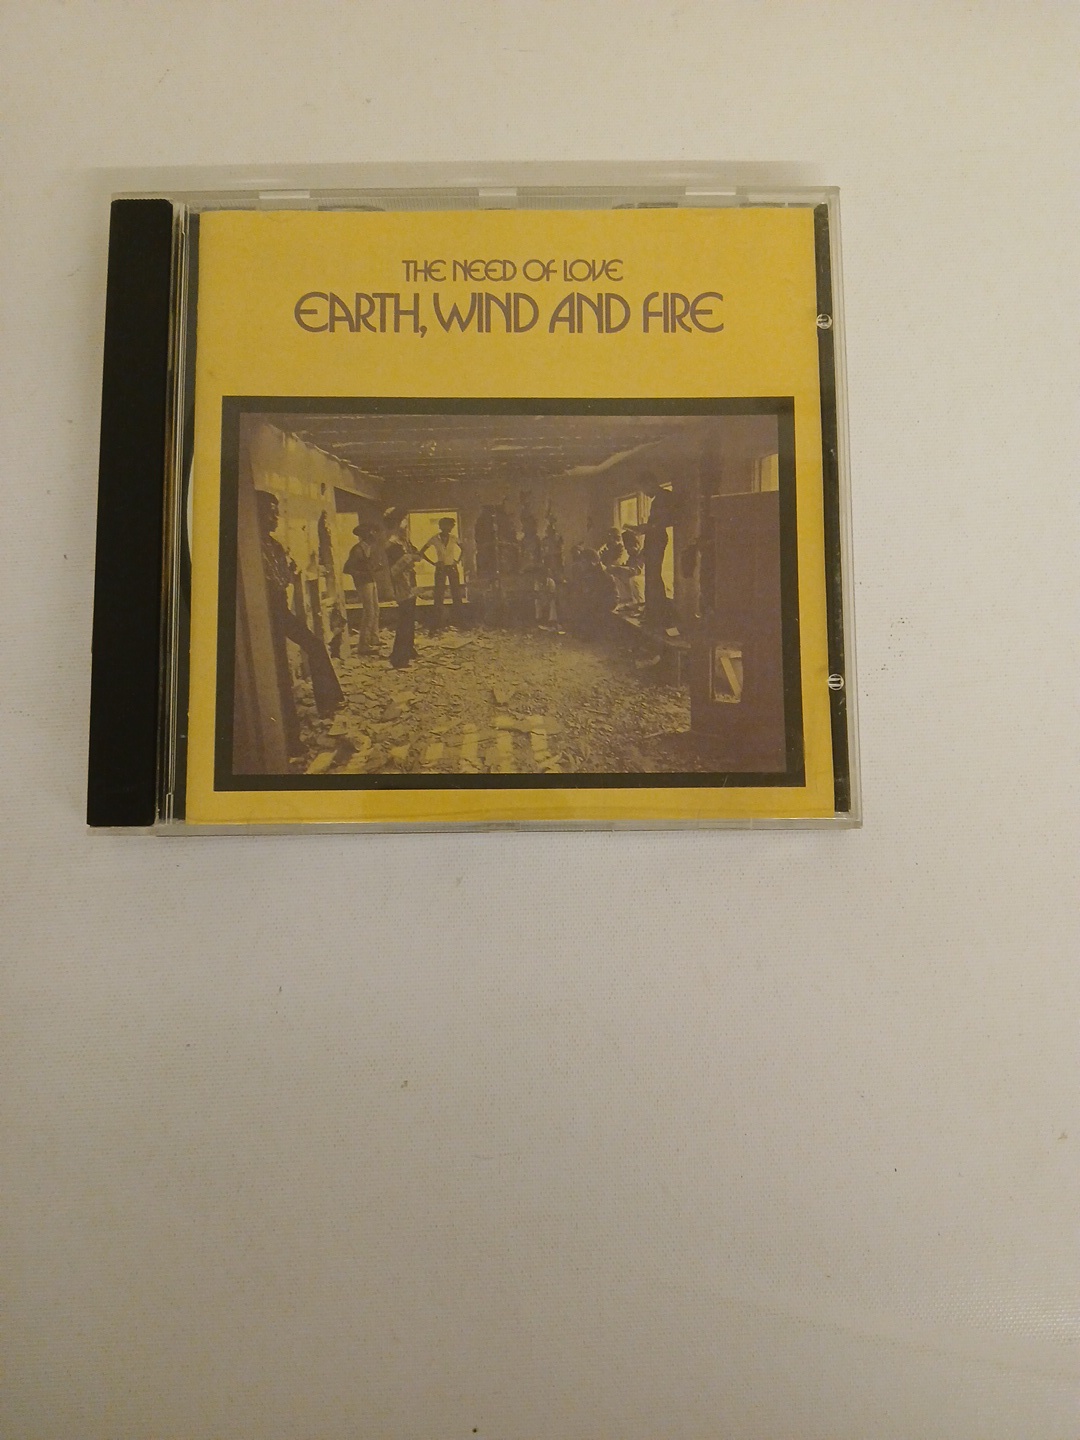 THE NEED OF LOVE
EARTH, WIND AND FIRE